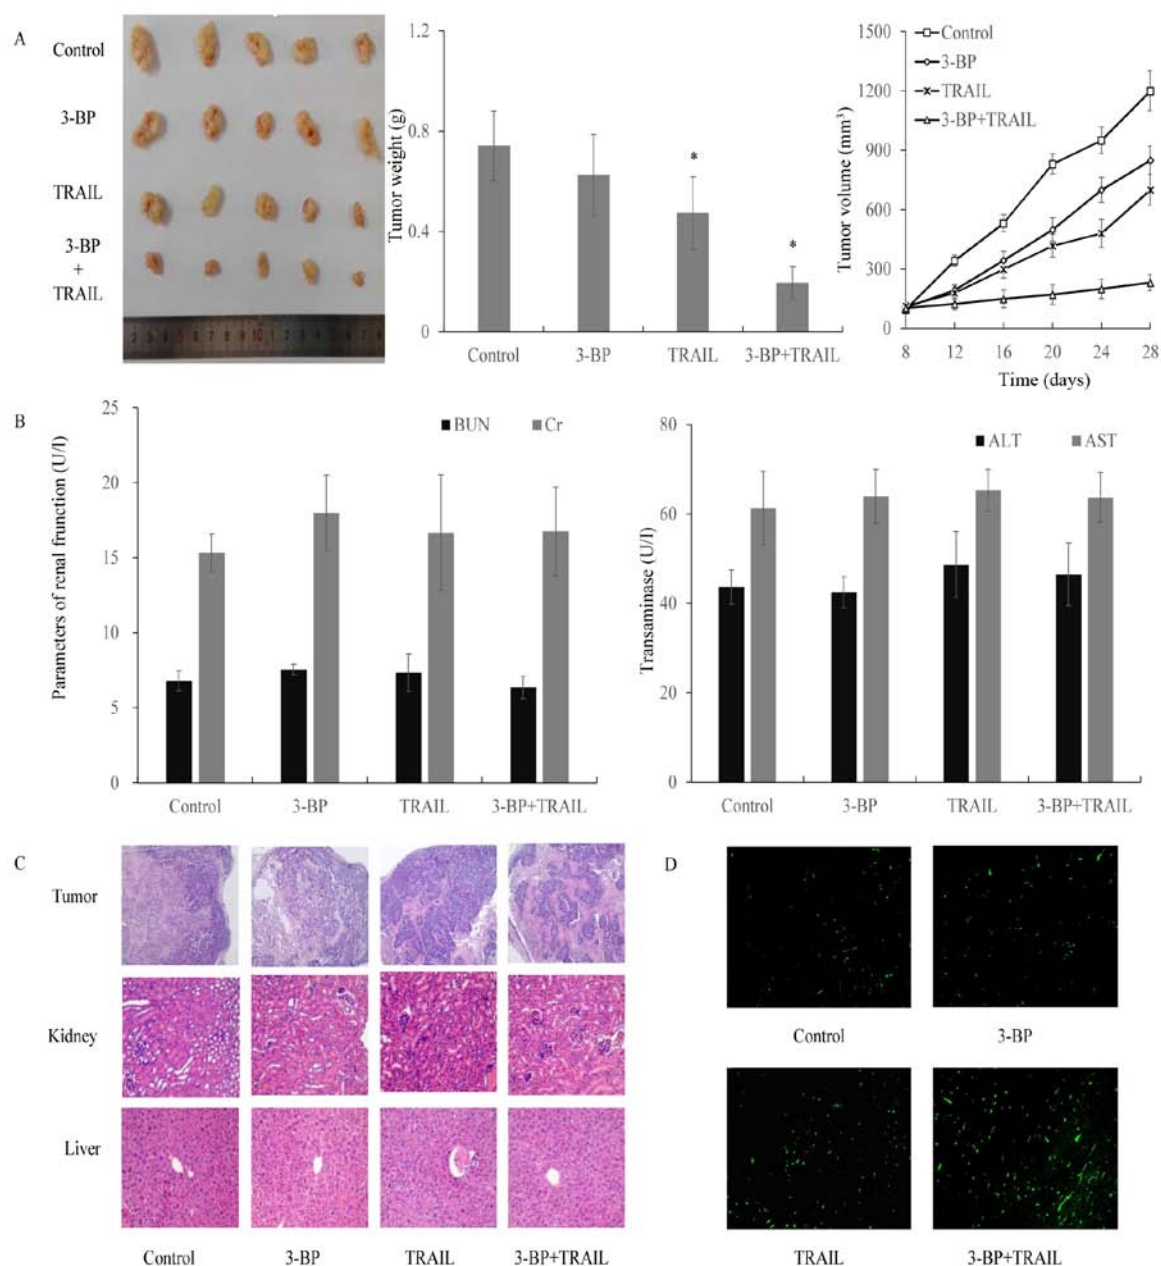 A
Control
3-BP
TRAIL
3-BP
+
TRAIL
Tumor weight (g)
1.2
0.8
0.4
0
*
*
Control
3-BP
TRAIL
3-BP+TRAIL
Tumor volume (mm³)
1500
1200
900
600
300
0
Control
3-BP
TRAIL
3-BP+TRAIL
8
12
16
20
24
28
Time (days)
B
Parameters of renal frunction (U/l)
25
20
15
10
5
0
BUN
Cr
Control
3-BP
TRAIL
3-BP+TRAIL
Transaminase (U/l)
80
60
40
20
0
ALT
AST
Control
3-BP
TRAIL
3-BP+TRAIL
C
Tumor
Kidney
Liver
Control
3-BP
TRAIL
3-BP+TRAIL
D
Control
3-BP
TRAIL
3-BP+TRAIL